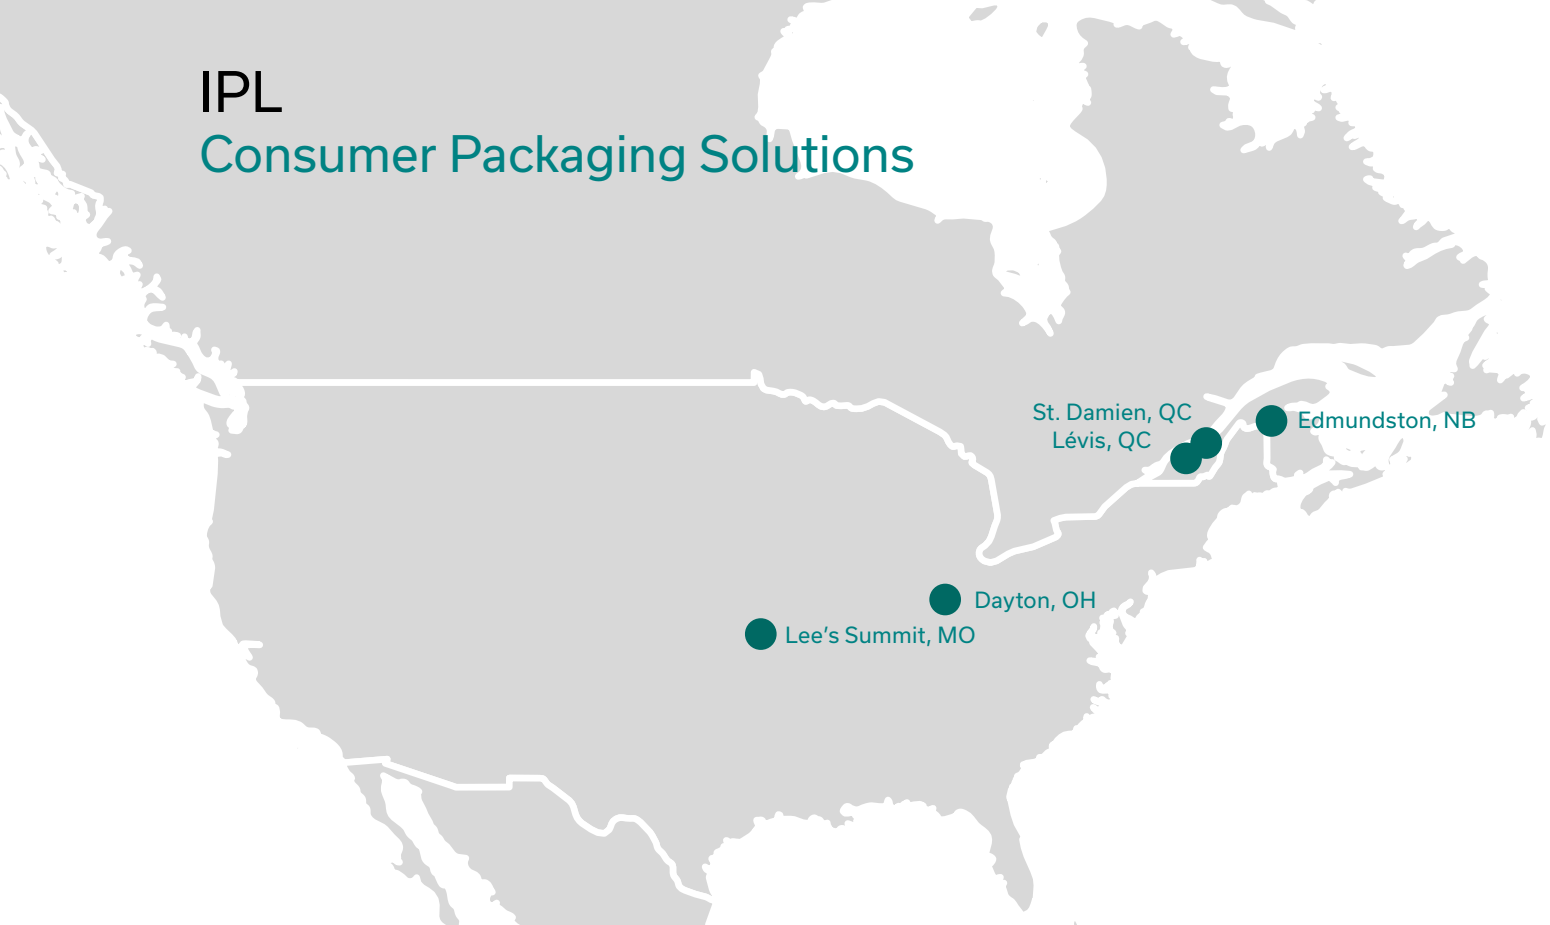 IPL
Consumer Packaging Solutions
St. Damien, QC
Lévis, QC
Edmundston, NB
Dayton, OH
Lee’s Summit, MO